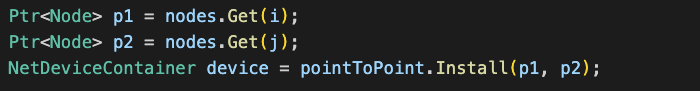 Ptr<Node> p1 = nodes.Get(i);
Ptr<Node> p2 = nodes.Get(j);
NetDeviceContainer device = pointToPoint.Install(p1, p2);